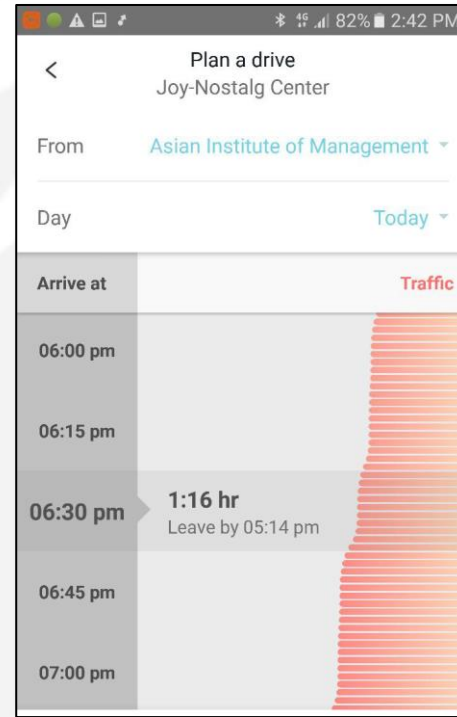 4G 82% 2:42 PM
Plan a drive
Joy-Nostalg Center
From Asian Institute of Management
Day Today
Arrive at Traffic
06:00 pm
06:15 pm
06:30 pm 1:16 hr
Leave by 05:14 pm
06:45 pm
07:00 pm